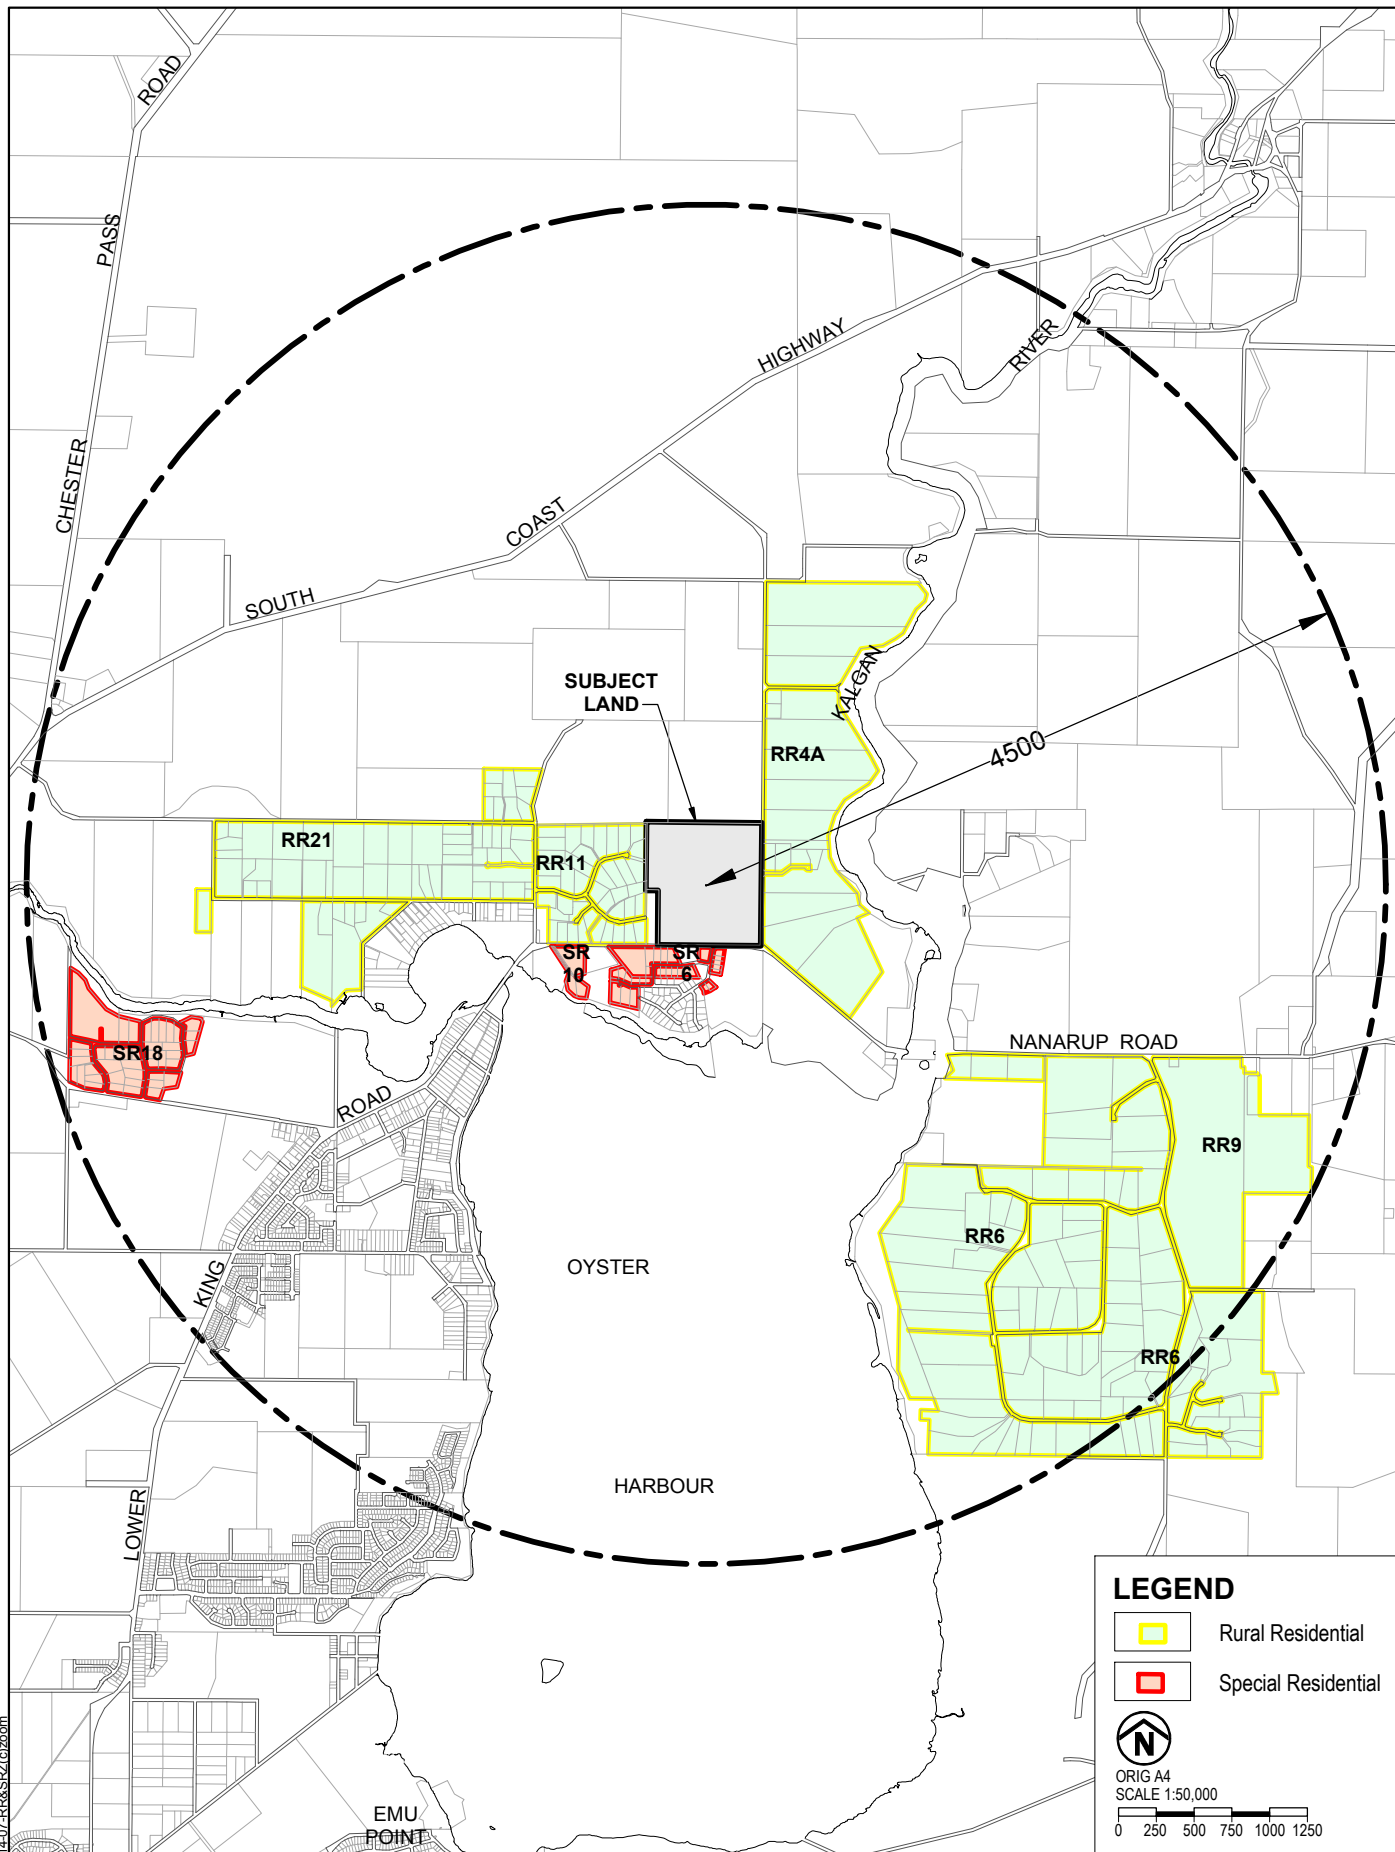 ROAD
PASS
CHESTER
HIGHWAY
RIVER
COAST
SOUTH
SUBJECT
LAND
KALGAN
4500
RR4A
RR21
RR11
SR
10
SR
6
SR18
NANARUP ROAD
ROAD
RR9
RR6
OYSTER
KING
RR6
HARBOUR
LOWER
EMU
POINT
LEGEND
Rural Residential
Special Residential
N
ORIG A4
SCALE 1:50,000
0 250 500 750 1000 1250